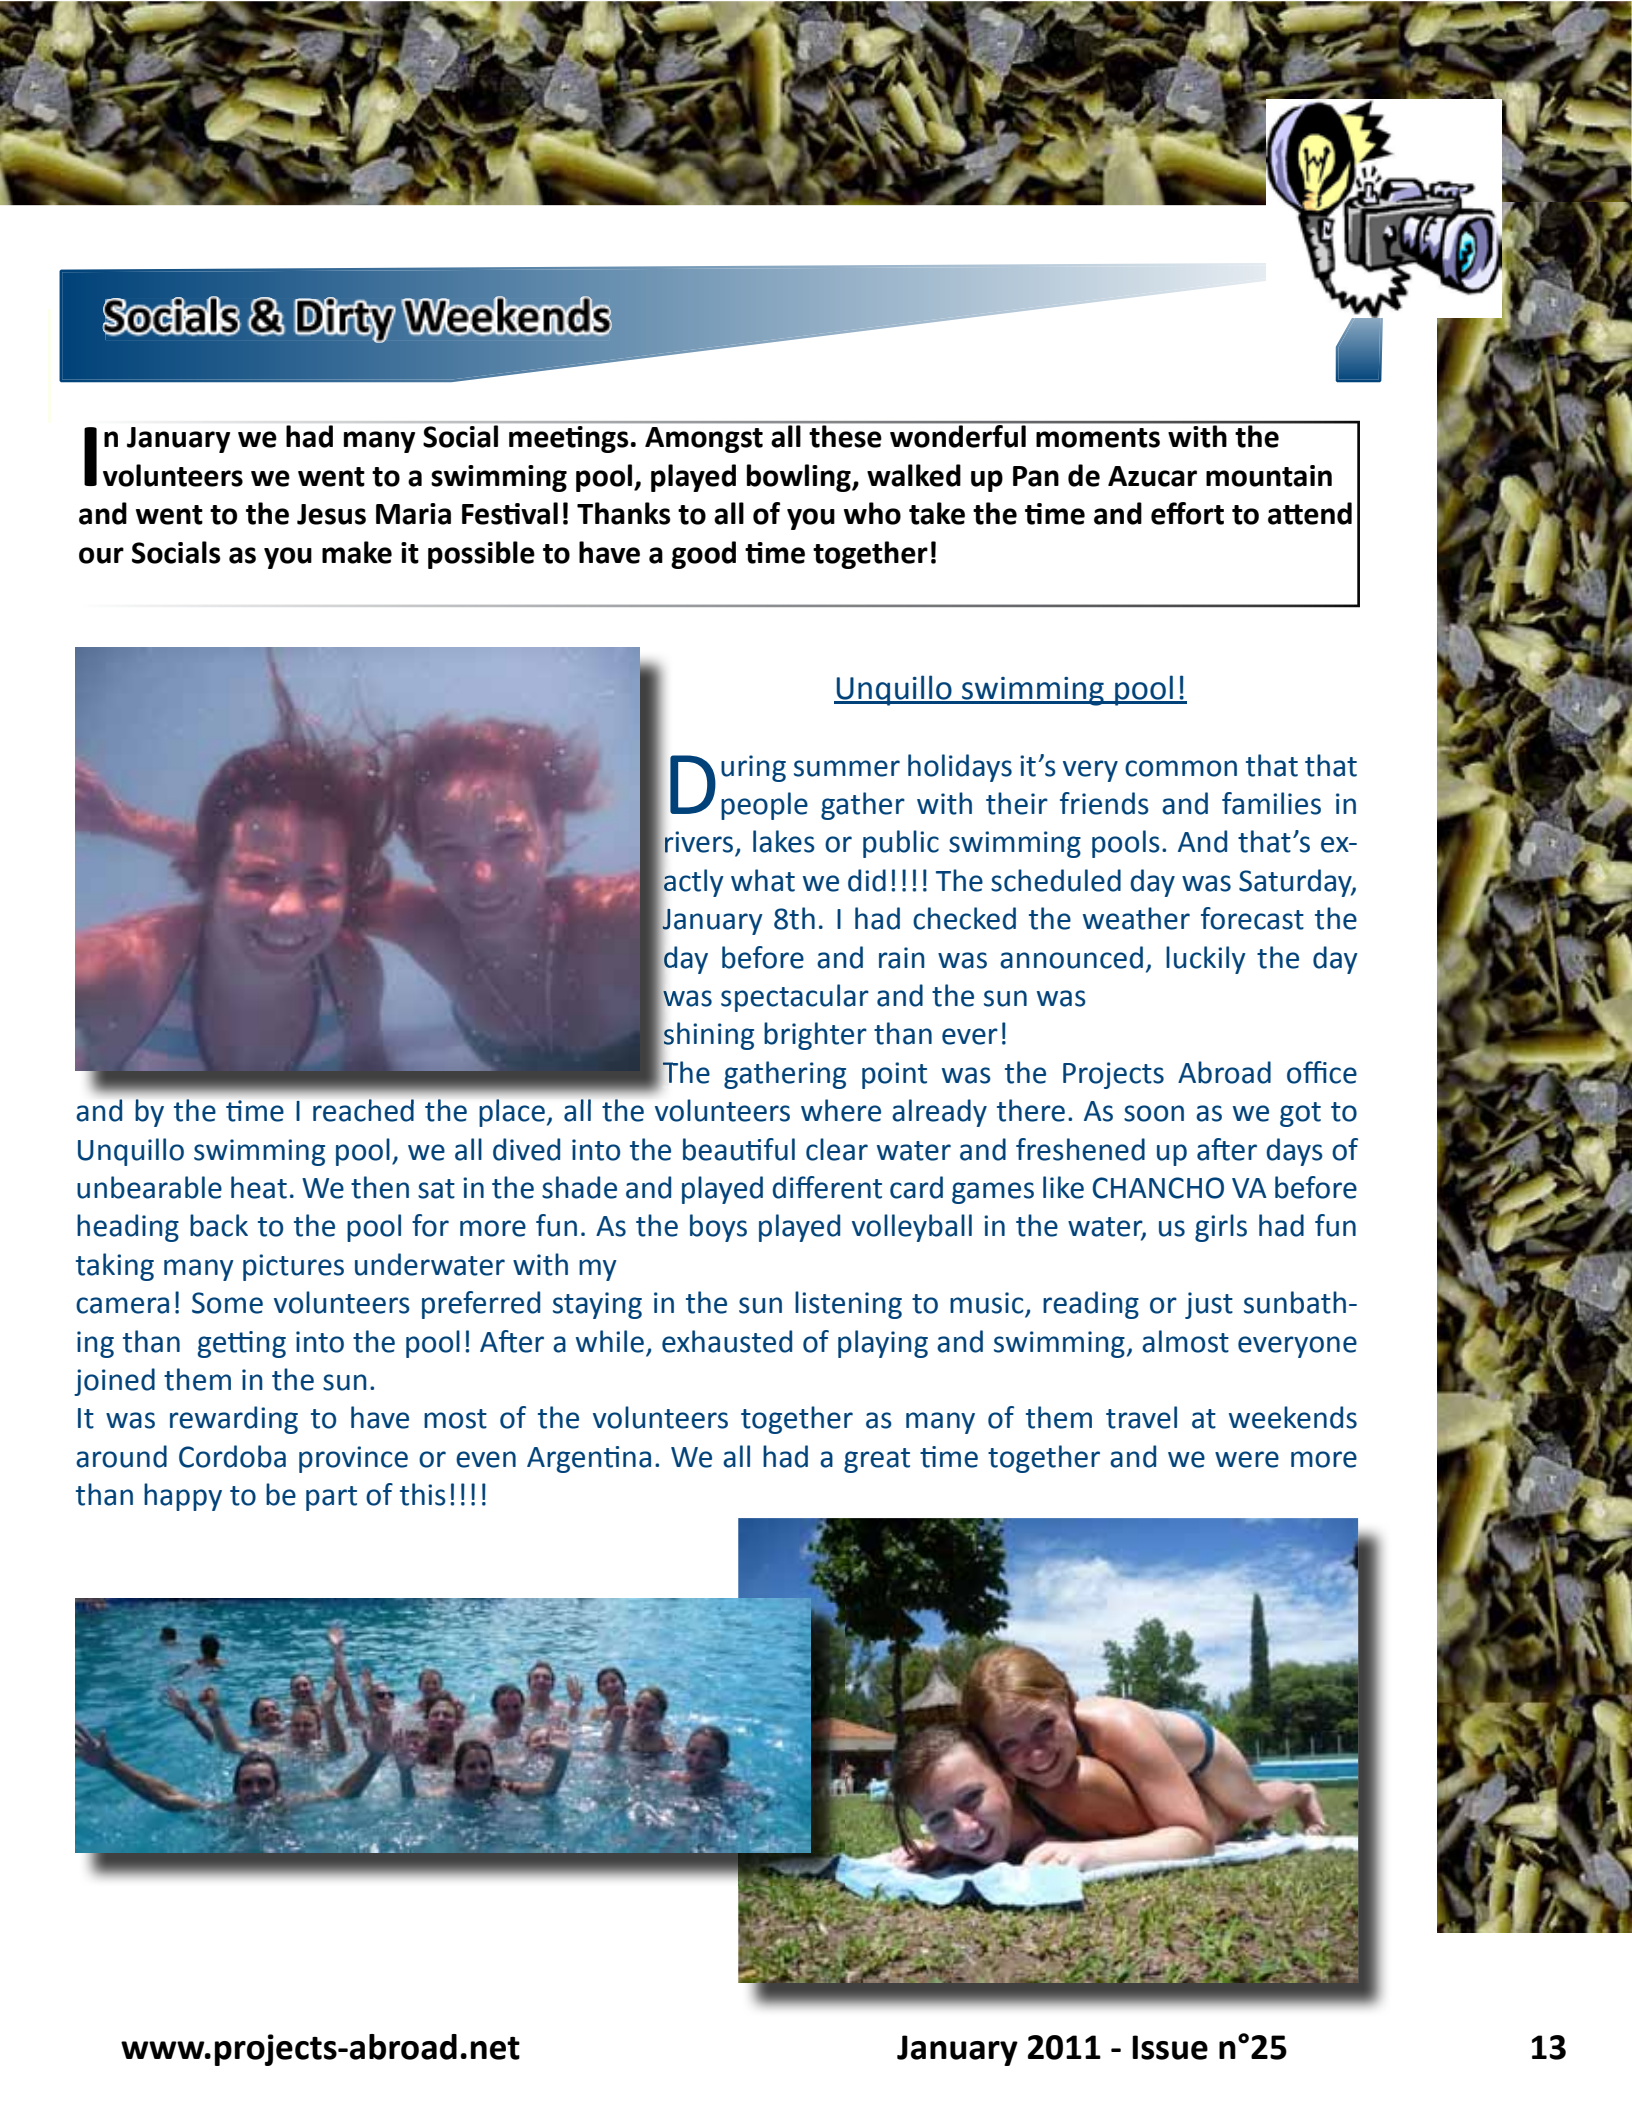 Socials & Dirty Weekends
In January we had many Social meetings. Amongst all these wonderful moments with the
volunteers we went to a swimming pool, played bowling, walked up Pan de Azucar mountain
and went to the Jesus Maria Festival! Thanks to all of you who take the time and effort to attend
our Socials as you make it possible to have a good time together!
Unquillo swimming pool!
During summer holidays it's very common that that
people gather with their friends and families in
rivers, lakes or public swimming pools. And that's ex-
actly what we did!!!! The scheduled day was Saturday,
January 8th. I had checked the weather forecast the
day before and rain was announced, luckily the day
was spectacular and the sun was
shining brighter than ever!
The gathering point was the Projects Abroad office
and by the time I reached the place, all the volunteers where already there. As soon as we got to
Unquillo swimming pool, we all dived into the beautiful clear water and freshened up after days of
unbearable heat. We then sat in the shade and played different card games like CHANCHO VA before
heading back to the pool for more fun. As the boys played volleyball in the water, us girls had fun
taking many pictures underwater with my
camera! Some volunteers preferred staying in the sun listening to music, reading or just sunbath-
ing than  getting into the pool! After a while, exhausted of playing and swimming, almost everyone
joined them in the sun.
It was rewarding to have most of the volunteers together as many of them travel at weekends
around Cordoba province or even Argentina. We all had a great time together and we were more
than happy to be part of this!!!!
www.projects-abroad.net January 2011 - Issue n°25 13